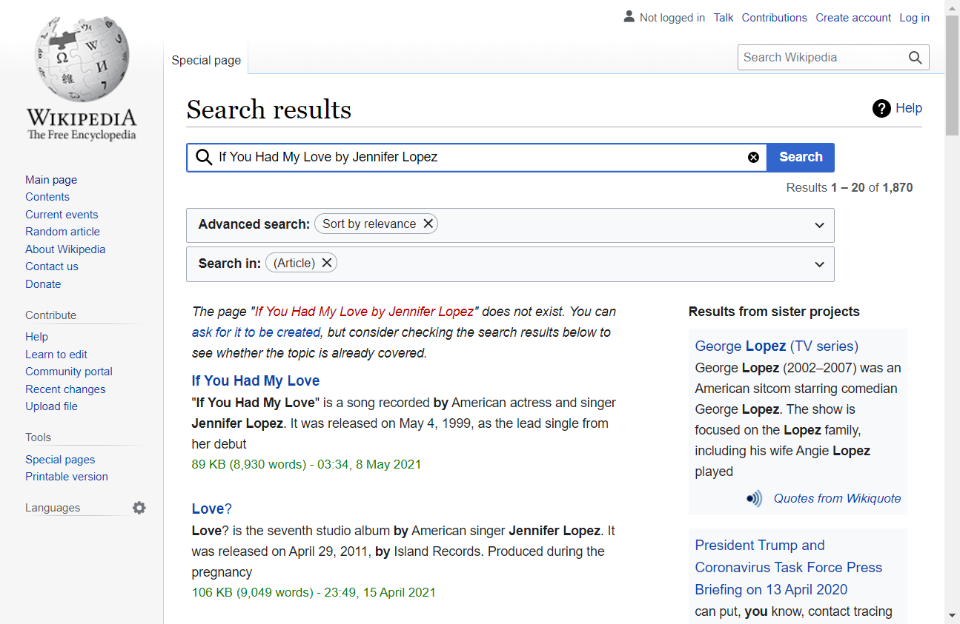 Not logged in Talk Contributions Create account Log in
Special page
Search Wikipedia
WIKIPEDIA
The Free Encyclopedia
Main page
Contents
Current events
Random article
About Wikipedia
Contact us
Donate
Contribute
Help
Learn to edit
Community portal
Recent changes
Upload file
Tools
Special pages
Printable version
Languages
Search results
Help
If You Had My Love by Jennifer Lopez
Search
Results 1 – 20 of 1,870
Advanced search: Sort by relevance
Search in: (Article)
The page "If You Had My Love by Jennifer Lopez" does not exist. You can
ask for it to be created, but consider checking the search results below to
see whether the topic is already covered.
If You Had My Love
"If You Had My Love" is a song recorded by American actress and singer
Jennifer Lopez. It was released on May 4, 1999, as the lead single from
her debut
89 KB (8,930 words) - 03:34, 8 May 2021
Love?
Love? is the seventh studio album by American singer Jennifer Lopez. It
was released on April 29, 2011, by Island Records. Produced during the
pregnancy
106 KB (9,049 words) - 23:49, 15 April 2021
Results from sister projects
George Lopez (TV series)
George Lopez (2002–2007) was an
American sitcom starring comedian
George Lopez. The show is
focused on the Lopez family,
including his wife Angie Lopez
played
Quotes from Wikiquote
President Trump and
Coronavirus Task Force Press
Briefing on 13 April 2020
can put, you know, contact tracing